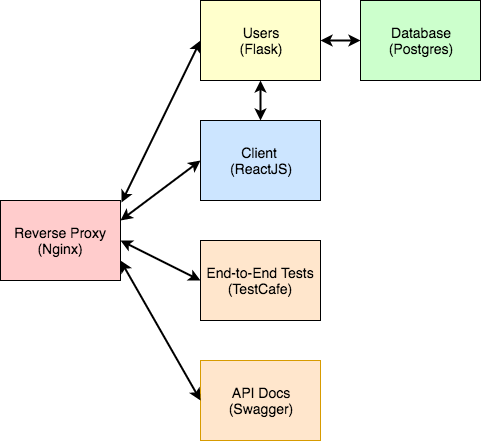 Users
(Flask)
Database
(Postgres)
Client
(ReactJS)
Reverse Proxy
(Nginx)
End-to-End Tests
(TestCafe)
API Docs
(Swagger)